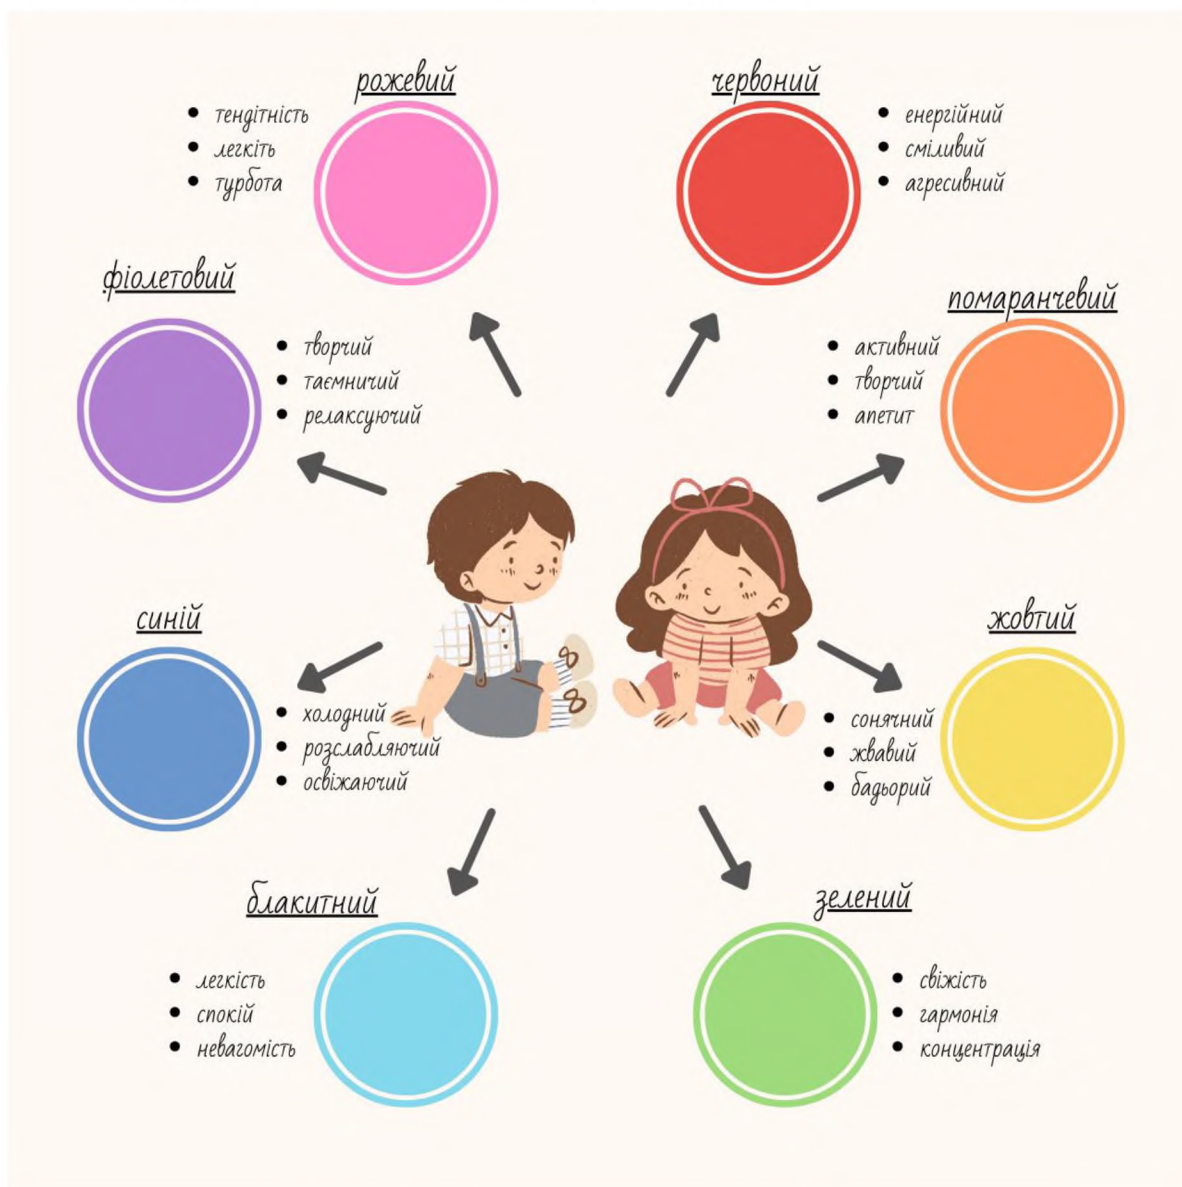 рожевий
тендітність
легкіть
турбота
червоний
енергійний
сміливий
агресивний
фіолетовий
творчий
таємничий
релаксуючий
помаранчевий
активний
творчий
апетит
синій
холодний
розслабляючий
освіжаючий
жовтий
сонячний
жвавий
бадьорий
блакитний
легкість
спокій
невагомість
зелений
свіжість
гармонія
концентрація